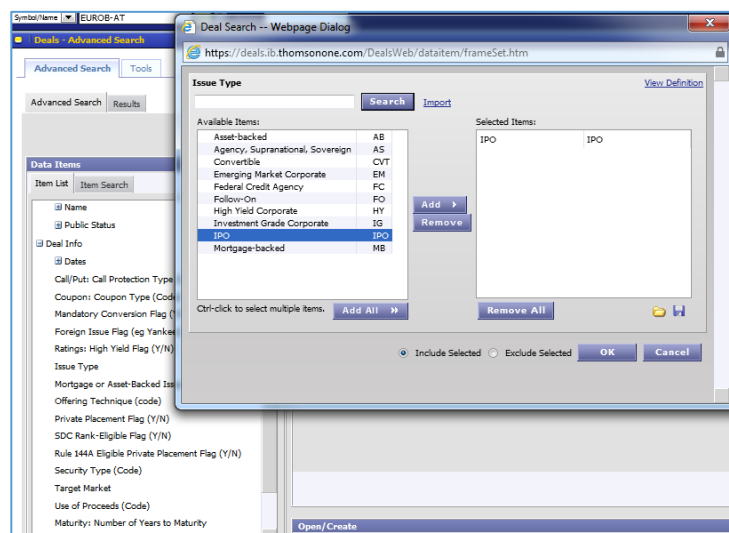 Symbol/Name EUROB-AT
Deals - Advanced Search
Advanced Search Tools
Advanced Search Results
Data Items
Item List Item Search
Name
Public Status
Deal Info
Dates
Call/Put: Call Protection Type
Coupon: Coupon Type (Code
Mandatory Conversion Flag (
Foreign Issue Flag (eg Yankee
Ratings: High Yield Flag (Y/N)
Issue Type
Mortgage or Asset-Backed Iss
Offering Technique (code)
Private Placement Flag (Y/N)
SDC Rank-Eligible Flag (Y/N)
Rule 144A Eligible Private Placement Flag (Y/N)
Security Type (Code)
Target Market
Use of Proceeds (Code)
Maturity: Number of Years to Maturity
Deal Search -- Webpage Dialog
https://deals.ib.thomsonone.com/DealsWeb/dataitem/frameSet.htm
Issue Type View Definition
Search Import
Available Items: Selected Items:
Asset-backed AB
Agency, Supranational, Sovereign AS
Convertible CVT
Emerging Market Corporate EM
Federal Credit Agency FC
Follow-On FO
High Yield Corporate HY
Investment Grade Corporate IG
IPO IPO
Mortgage-backed MB
Add
Remove
IPO IPO
Ctrl-click to select multiple items. Add All Remove All
Include Selected Exclude Selected OK Cancel
Open/Create